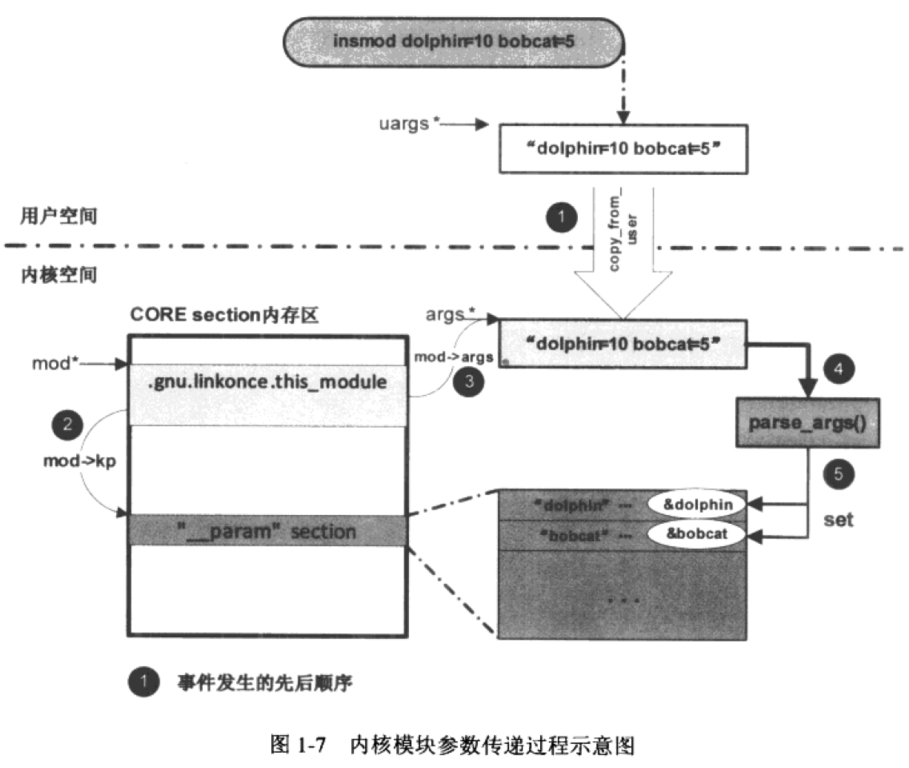 insmod dolphin=10 bobcat=5
uargs *
“dolphin=10 bobcat=5”
1
copy_from_
user
用户空间
内核空间
CORE section内存区
args *
“dolphin=10 bobcat=5”
mod*
.gnu.linkonce.this_module
mod->args
3
4
2
mod->kp
parse_args()
5
"__param" section
“dolphin” ... &dolphin
“bobcat” ... &bobcat
set
...
1 事件发生的先后顺序
图 1-7 内核模块参数传递过程示意图